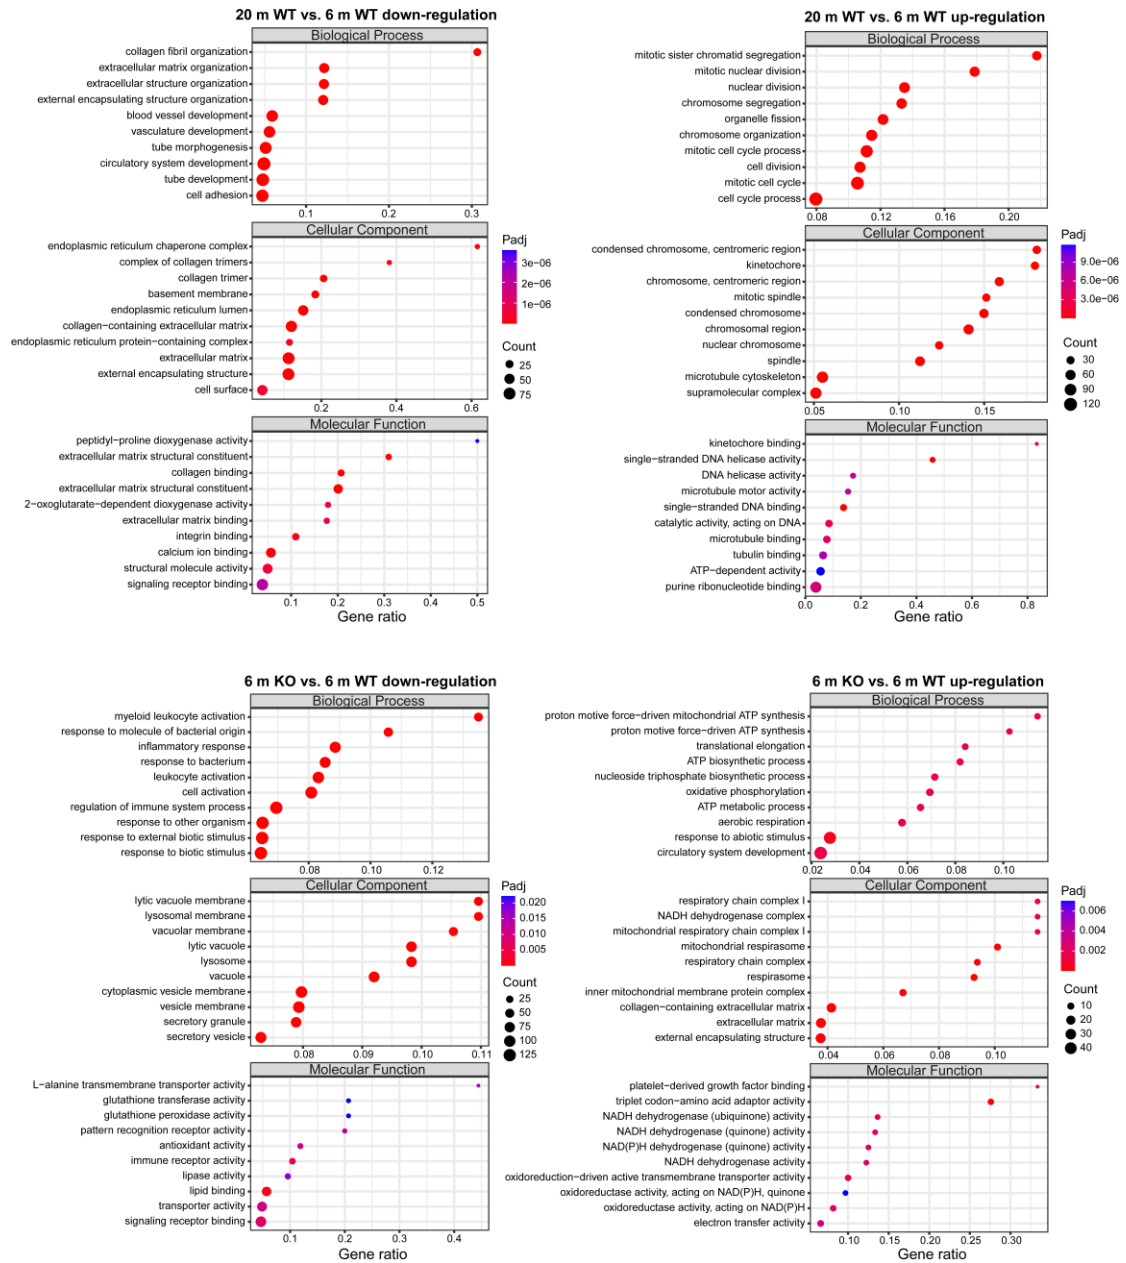 20 m WT vs. 6 m WT down-regulation
Biological Process
collagen fibril organization
extracellular matrix organization
extracellular structure organization
external encapsulating structure organization
blood vessel development
vasculature development
tube morphogenesis
circulatory system development
tube development
cell adhesion
0.1 0.2 0.3
Cellular Component
endoplasmic reticulum chaperone complex
complex of collagen trimers
collagen trimer
basement membrane
endoplasmic reticulum lumen
collagen-containing extracellular matrix
endoplasmic reticulum protein-containing complex
extracellular matrix
external encapsulating structure
cell surface
0.2 0.4 0.6
Molecular Function
peptidyl-proline dioxygenase activity
extracellular matrix structural constituent
collagen binding
extracellular matrix structural constituent
2-oxoglutarate-dependent dioxygenase activity
extracellular matrix binding
integrin binding
calcium ion binding
structural molecule activity
signaling receptor binding
0.1 0.2 0.3 0.4 0.5
Gene ratio
Padj
3e-06
2e-06
1e-06
Count
25
50
75
20 m WT vs. 6 m WT up-regulation
Biological Process
mitotic sister chromatid segregation
mitotic nuclear division
nuclear division
chromosome segregation
organelle fission
chromosome organization
mitotic cell cycle process
cell division
mitotic cell cycle
cell cycle process
0.08 0.12 0.16 0.20
Cellular Component
condensed chromosome, centromeric region
kinetochore
chromosome, centromeric region
mitotic spindle
condensed chromosome
chromosomal region
nuclear chromosome
spindle
microtubule cytoskeleton
supramolecular complex
0.05 0.10 0.15
Molecular Function
kinetochore binding
single-stranded DNA helicase activity
DNA helicase activity
microtubule motor activity
single-stranded DNA binding
catalytic activity, acting on DNA
microtubule binding
tubulin binding
ATP-dependent activity
purine ribonucleotide binding
0.0 0.2 0.4 0.6 0.8
Gene ratio
Padj
9.0e-06
6.0e-06
3.0e-06
Count
30
60
90
120
6 m KO vs. 6 m WT down-regulation
Biological Process
myeloid leukocyte activation
response to molecule of bacterial origin
inflammatory response
response to bacterium
leukocyte activation
cell activation
regulation of immune system process
response to other organism
response to external biotic stimulus
response to biotic stimulus
0.08 0.10 0.12
Cellular Component
lytic vacuole membrane
lysosomal membrane
vacuolar membrane
lytic vacuole
lysosome
vacuole
cytoplasmic vesicle membrane
vesicle membrane
secretory granule
secretory vesicle
0.08 0.09 0.10 0.11
Molecular Function
L-alanine transmembrane transporter activity
glutathione transferase activity
glutathione peroxidase activity
pattern recognition receptor activity
antioxidant activity
immune receptor activity
lipase activity
lipid binding
transporter activity
signaling receptor binding
0.1 0.2 0.3 0.4
Gene ratio
Padj
0.020
0.015
0.010
0.005
Count
25
50
75
100
125
6 m KO vs. 6 m WT up-regulation
Biological Process
proton motive force-driven mitochondrial ATP synthesis
proton motive force-driven ATP synthesis
translational elongation
ATP biosynthetic process
nucleoside triphosphate biosynthetic process
oxidative phosphorylation
ATP metabolic process
aerobic respiration
response to abiotic stimulus
circulatory system development
0.02 0.04 0.06 0.08 0.10
Cellular Component
respiratory chain complex I
NADH dehydrogenase complex
mitochondrial respiratory chain complex I
mitochondrial respirasome
respiratory chain complex
respirasome
inner mitochondrial membrane protein complex
collagen-containing extracellular matrix
extracellular matrix
external encapsulating structure
0.04 0.06 0.08 0.10
Molecular Function
platelet-derived growth factor binding
triplet codon-amino acid adaptor activity
NADH dehydrogenase (ubiquinone) activity
NADH dehydrogenase (quinone) activity
NAD(P)H dehydrogenase (quinone) activity
NADH dehydrogenase activity
oxidoreduction-driven active transmembrane transporter activity
oxidoreductase activity, acting on NAD(P)H, quinone
oxidoreductase activity, acting on NAD(P)H
electron transfer activity
0.10 0.15 0.20 0.25 0.30
Gene ratio
Padj
0.006
0.004
0.002
Count
10
20
30
40